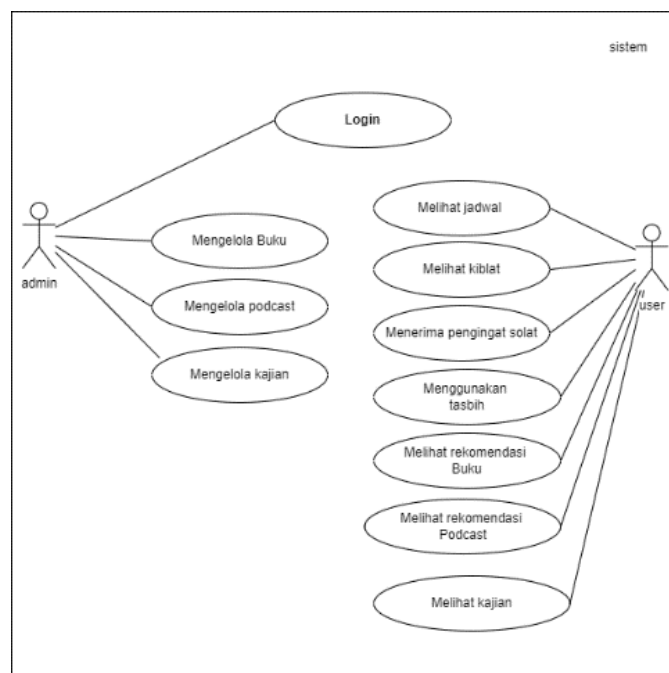 sistem
Login
Melihat jadwal
Mengelola Buku
Melihat kiblat
admin
user
Mengelola podcast
Menerima pengingat solat
Mengelola kajian
Menggunakan
tasbih
Melihat rekomendasi
Buku
Melihat rekomendasi
Podcast
Melihat kajian